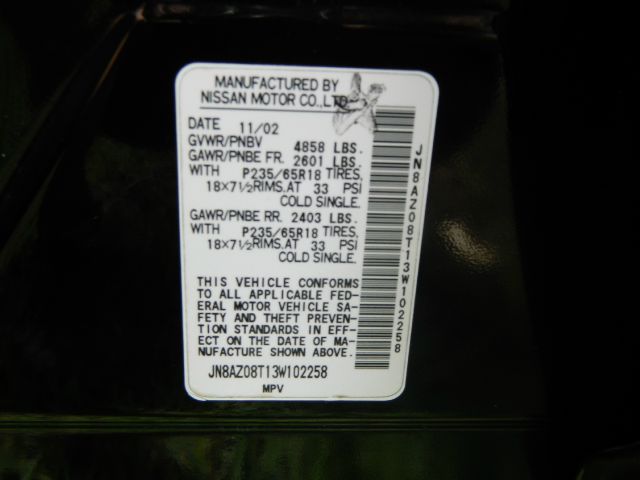 MANUFACTURED BY
NISSAN MOTOR CO.,LTD.
DATE 11/02
GVWR/PNBV 4858 LBS.
GAWR/PNBE FR. 2601 LBS.
WITH P235/65R18 TIRES,
18×7½RIMS,AT 33 PSI
COLD SINGLE.
GAWR/PNBE RR. 2403 LBS.
WITH P235/65R18 TIRES,
18×7½RIMS,AT 33 PSI
COLD SINGLE.
THIS VEHICLE CONFORMS
TO ALL APPLICABLE FED-
ERAL MOTOR VEHICLE SA-
FETY AND THEFT PREVEN-
TION STANDARDS IN EFF-
ECT ON THE DATE OF MA-
NUFACTURE SHOWN ABOVE.
JN8AZ08T13W102258
MPV
JN8AZ08T13W102258